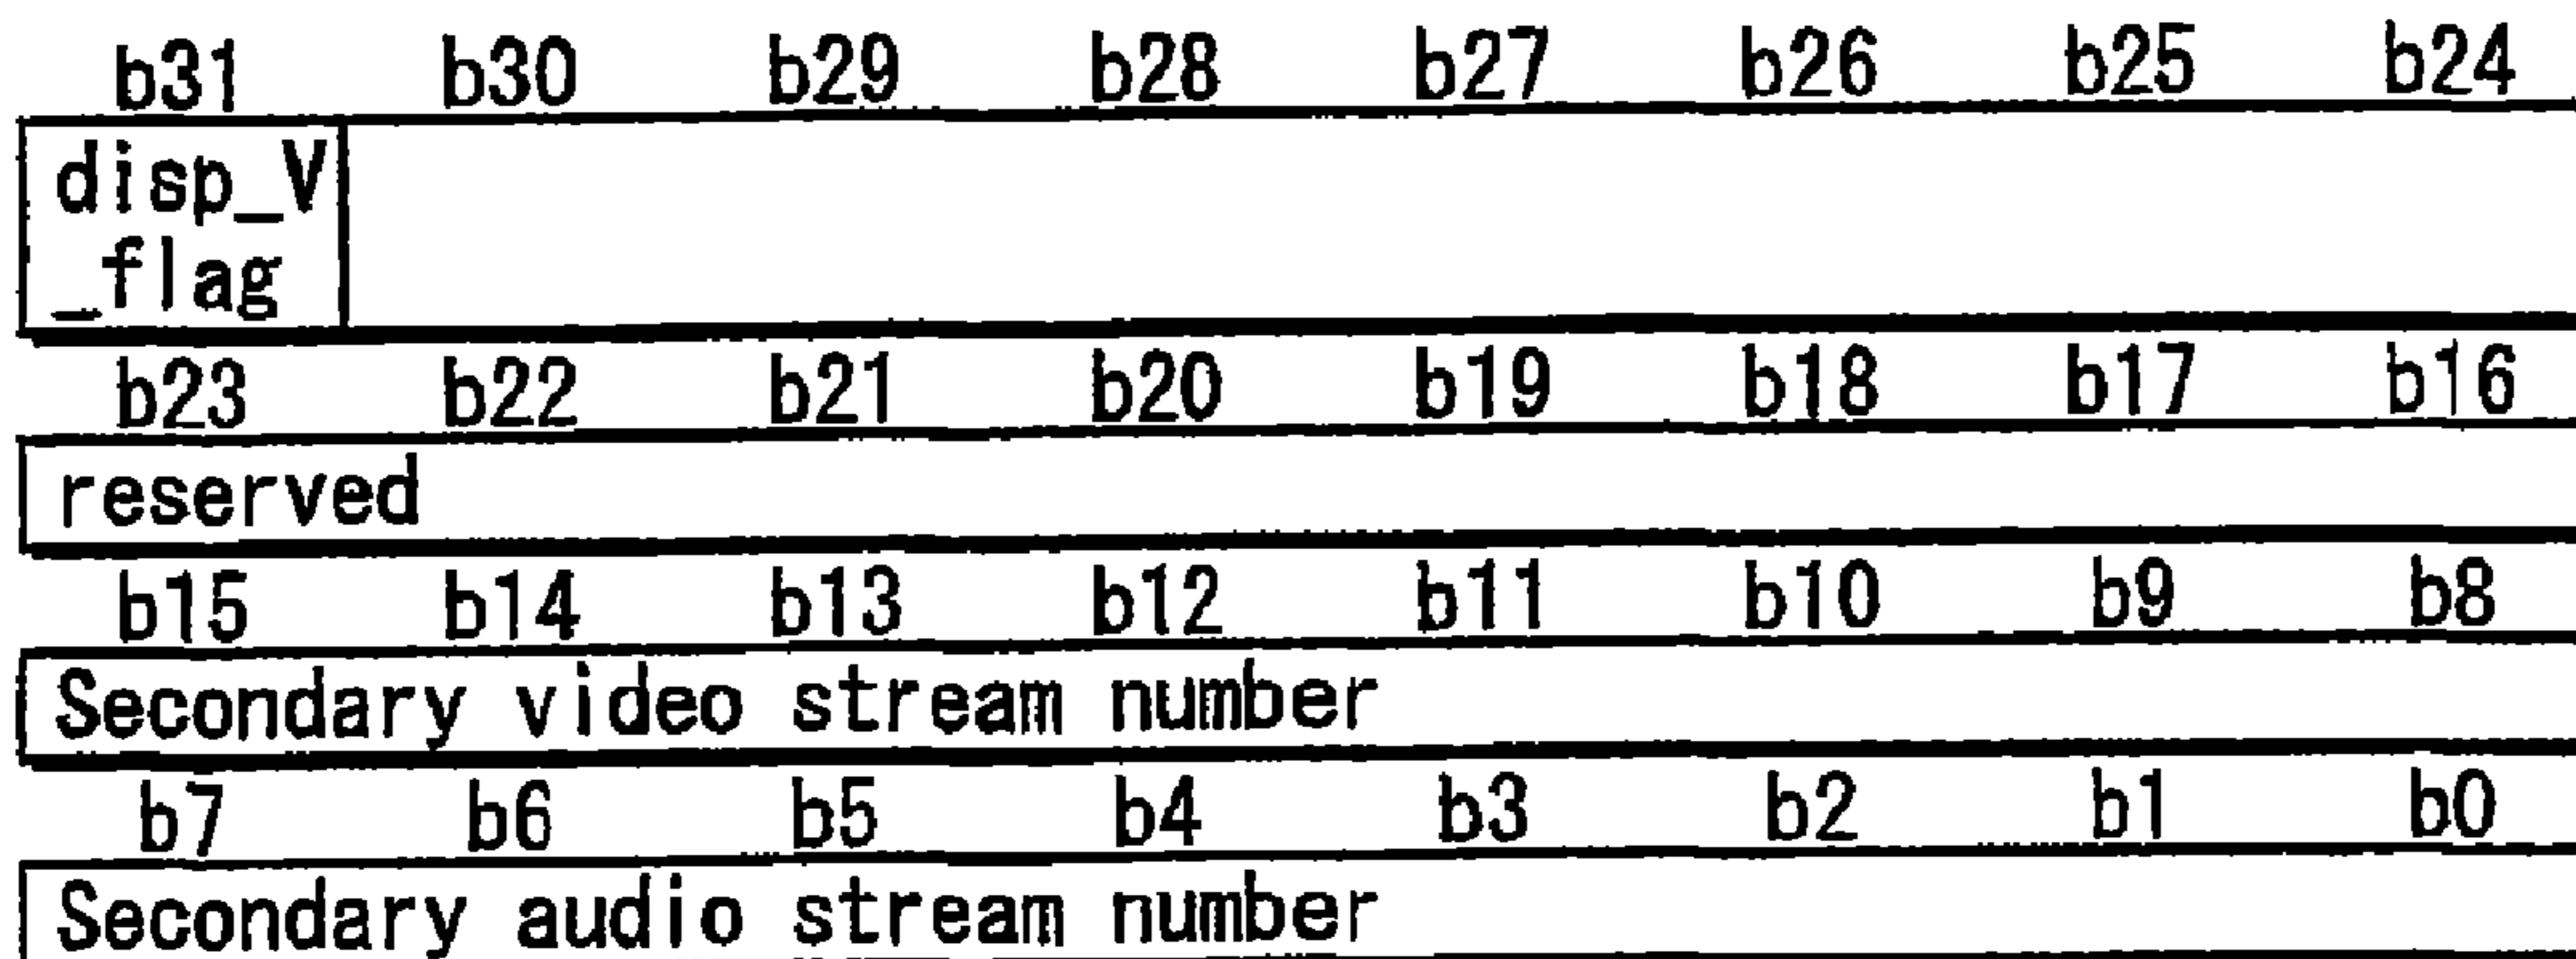 b31 b30 b29 b28 b27 b26 b25 b24
disp_V
_flag
b23 b22 b21 b20 b19 b18 b17 b16
reserved
b15 b14 b13 b12 b11 b10 b9 b8
Secondary video stream number
b7 b6 b5 b4 b3 b2 b1 b0
Secondary audio stream number